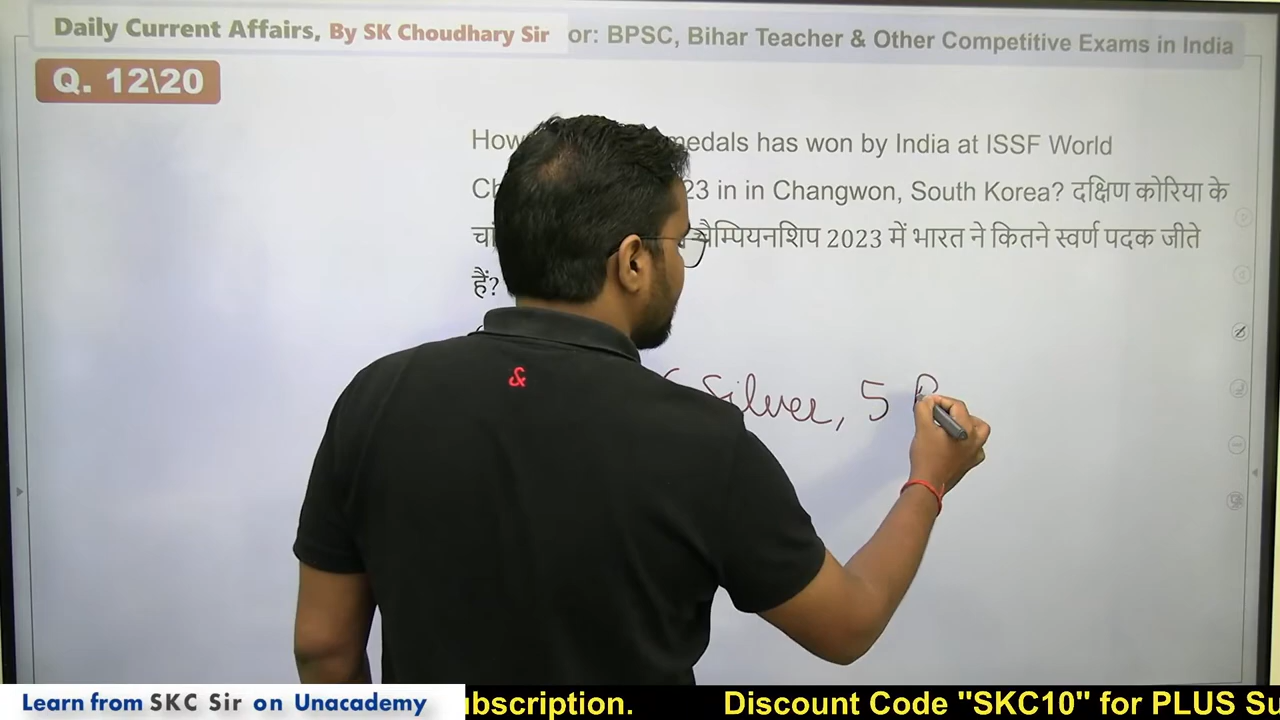 Daily Current Affairs, By SK Choudhary Sir or: BPSC, Bihar Teacher & Other Competitive Exams in India
Q. 12\20
How medals has won by India at ISSF World
23 in in Changwon, South Korea? दक्षिण कोरिया के
चैम्पियनशिप 2023 में भारत ने कितने स्वर्ण पदक जीते
हैं?
6 Silver, 5 B
&
Learn from SKC Sir on Unacademy
ubscription. Discount Code "SKC10" for PLUS Su